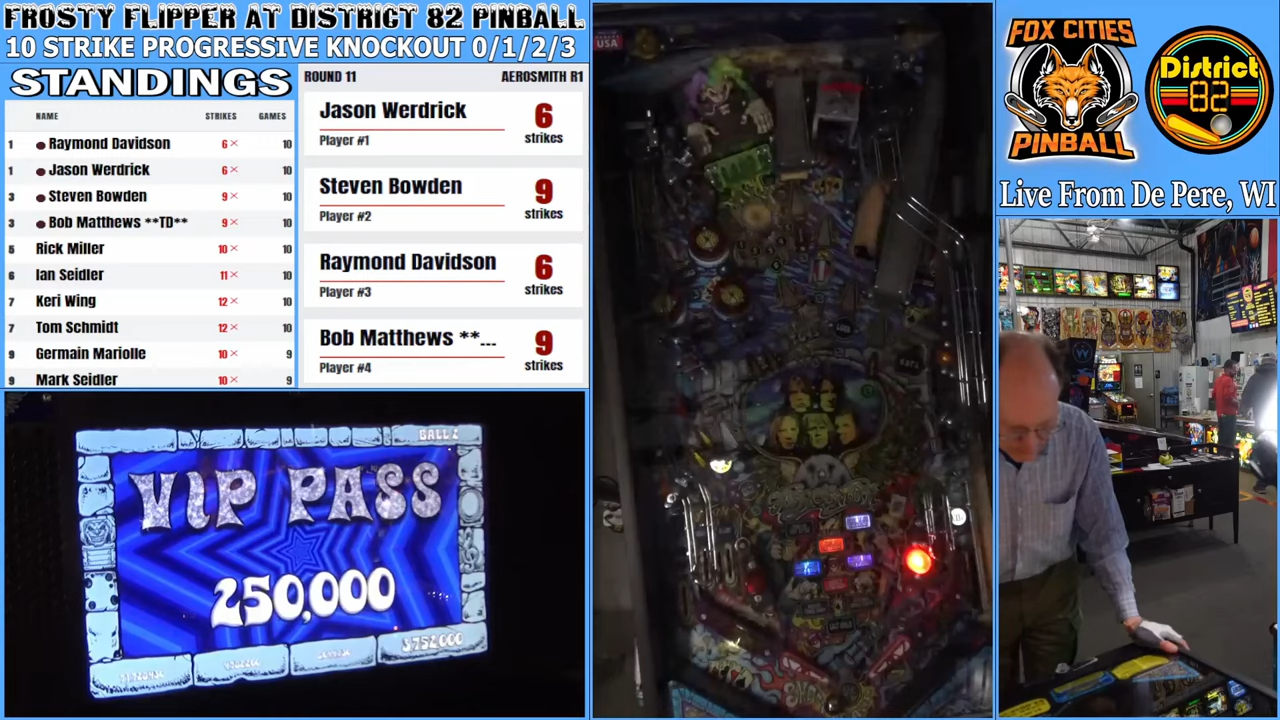 FROSTY FLIPPER AT DISTRICT 82 PINBALL
10 STRIKE PROGRESSIVE KNOCKOUT 0/1/2/3
STANDINGS
NAME STRIKES GAMES
1 Raymond Davidson 6× 10
1 Jason Werdrick 6× 10
3 Steven Bowden 9× 10
3 Bob Matthews **TD** 9× 10
5 Rick Miller 10× 10
6 Ian Seidler 11× 10
7 Keri Wing 12× 10
7 Tom Schmidt 12× 10
9 Germain Mariolle 10× 9
9 Mark Seidler 10× 9
ROUND 11 AEROSMITH R1
Jason Werdrick 6
Player #1 strikes
Steven Bowden 9
Player #2 strikes
Raymond Davidson 6
Player #3 strikes
Bob Matthews **... 9
Player #4 strikes
FOX CITIES
PINBALL
District
82
Live From De Pere, WI
BALL 2
VIP PASS
250,000
USA